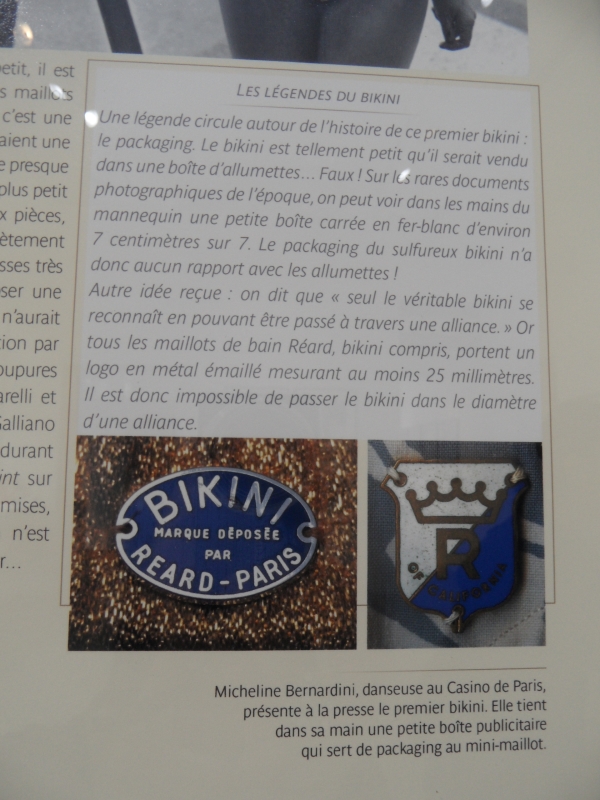 etit, il est
s maillots
c'est une
aient une
e presque
plus petit
x pièces,
ètement
sses très
ser une
n'aurait
tion par
oupures
arelli et
Galliano
durant
int sur
mises,
n'est
r…
LES LÉGENDES DU BIKINI
Une légende circule autour de l'histoire de ce premier bikini :
le packaging. Le bikini est tellement petit qu'il serait vendu
dans une boîte d'allumettes… Faux ! Sur les rares documents
photographiques de l'époque, on peut voir dans les mains du
mannequin une petite boîte carrée en fer-blanc d'environ
7 centimètres sur 7. Le packaging du sulfureux bikini n'a
donc aucun rapport avec les allumettes !
Autre idée reçue : on dit que « seul le véritable bikini se
reconnaît en pouvant être passé à travers une alliance. » Or
tous les maillots de bain Réard, bikini compris, portent un
logo en métal émaillé mesurant au moins 25 millimètres.
Il est donc impossible de passer le bikini dans le diamètre
d'une alliance.
BIKINI
MARQUE DÉPOSÉE
PAR
REARD-PARIS
R
OF CALIFORNIA
Micheline Bernardini, danseuse au Casino de Paris,
présente à la presse le premier bikini. Elle tient
dans sa main une petite boîte publicitaire
qui sert de packaging au mini-maillot.